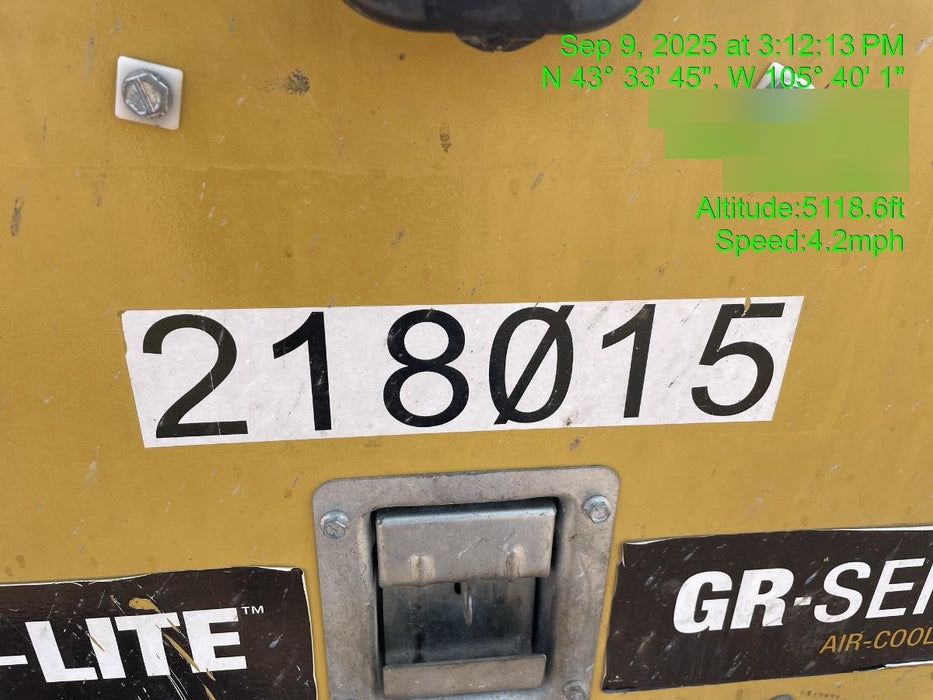 Sep 9, 2025 at 3:12:13 PM
N 43° 33' 45", W 105° 40' 1"
Altitude:5118.6ft
Speed:4.2mph
218Ø15
-LITE™
GR-SE
AIR-COOL